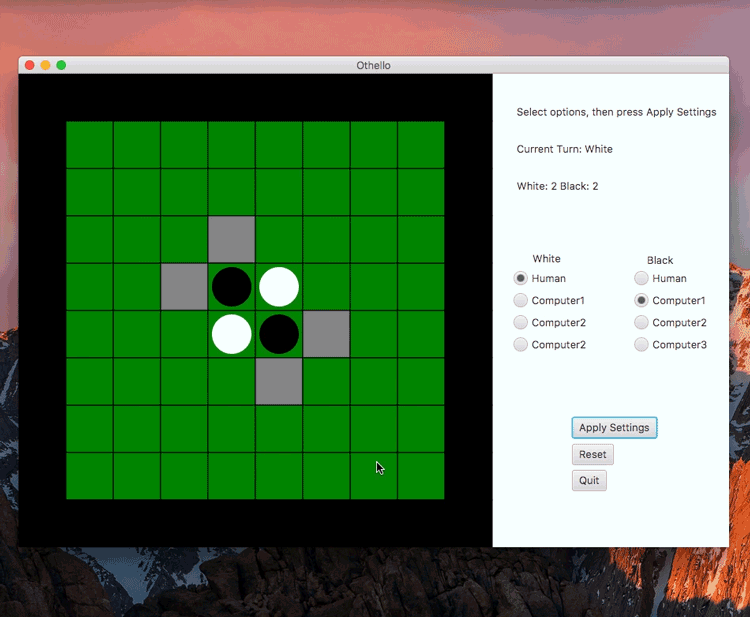 Othello
Select options, then press Apply Settings
Current Turn: White
White: 2 Black: 2
White Black
Human Human
Computer1 Computer1
Computer2 Computer2
Computer2 Computer3
Apply Settings
Reset
Quit